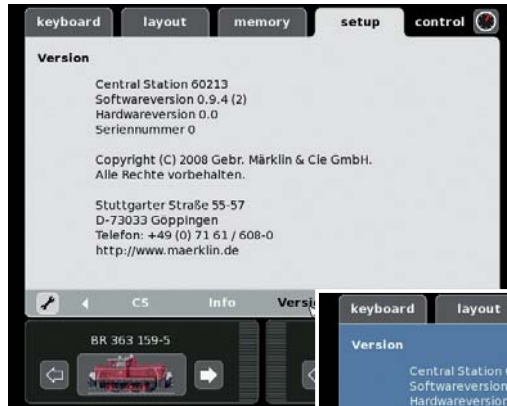 keyboard layout memory setup control
Version
Central Station 60213
Softwareversion 0.9.4 (2)
Hardwareversion 0.0
Seriennummer 0
Copyright (C) 2008 Gebr. Märklin & Cie GmbH.
Alle Rechte vorbehalten.
Stuttgarter Straße 55-57
D-73033 Göppingen
Telefon: +49 (0) 71 61 / 608-0
http://www.maerklin.de
CS Info Versi
BR 363 159-5
keyboard layout
Version
Central Station
Softwareversion
Hardwareversion